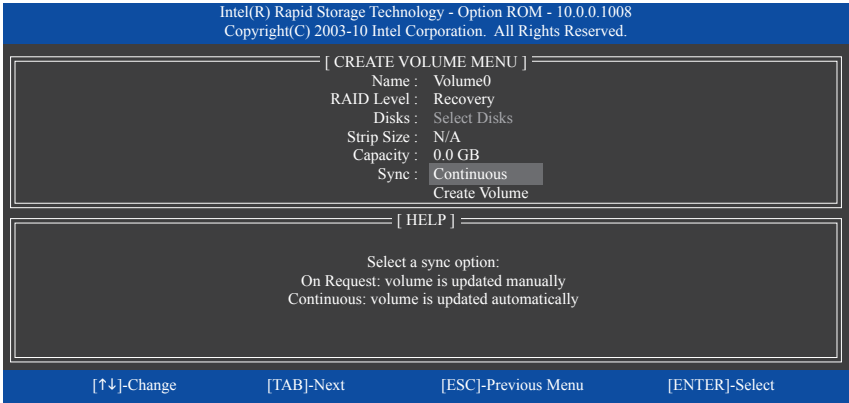 Intel(R) Rapid Storage Technology - Option ROM - 10.0.0.1008
Copyright(C) 2003-10 Intel Corporation. All Rights Reserved.
[ CREATE VOLUME MENU ]
Name : Volume0
RAID Level : Recovery
Disks : Select Disks
Strip Size : N/A
Capacity : 0.0 GB
Sync : Continuous
Create Volume
[ HELP ]
Select a sync option:
On Request: volume is updated manually
Continuous: volume is updated automatically
[↑↓]-Change [TAB]-Next [ESC]-Previous Menu [ENTER]-Select